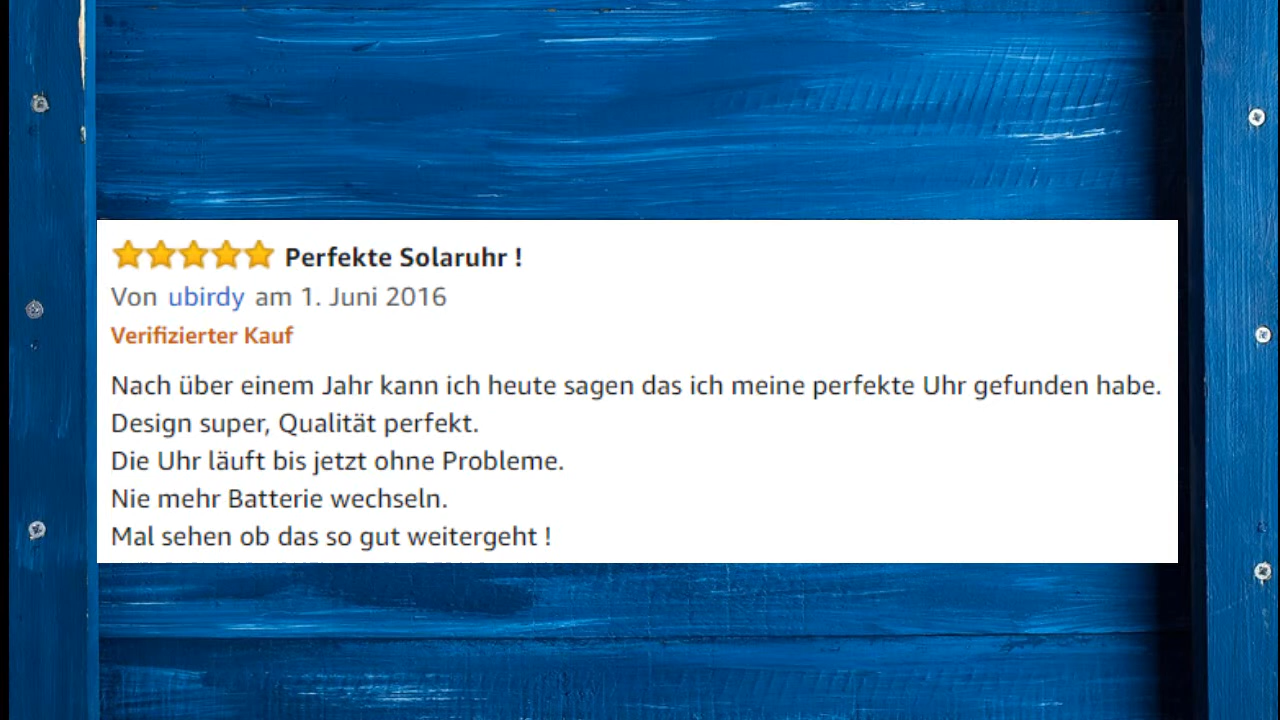 Perfekte Solaruhr !
Von ubirdy am 1. Juni 2016
Verifizierter Kauf
Nach über einem Jahr kann ich heute sagen das ich meine perfekte Uhr gefunden habe.
Design super, Qualität perfekt.
Die Uhr läuft bis jetzt ohne Probleme.
Nie mehr Batterie wechseln.
Mal sehen ob das so gut weitergeht !